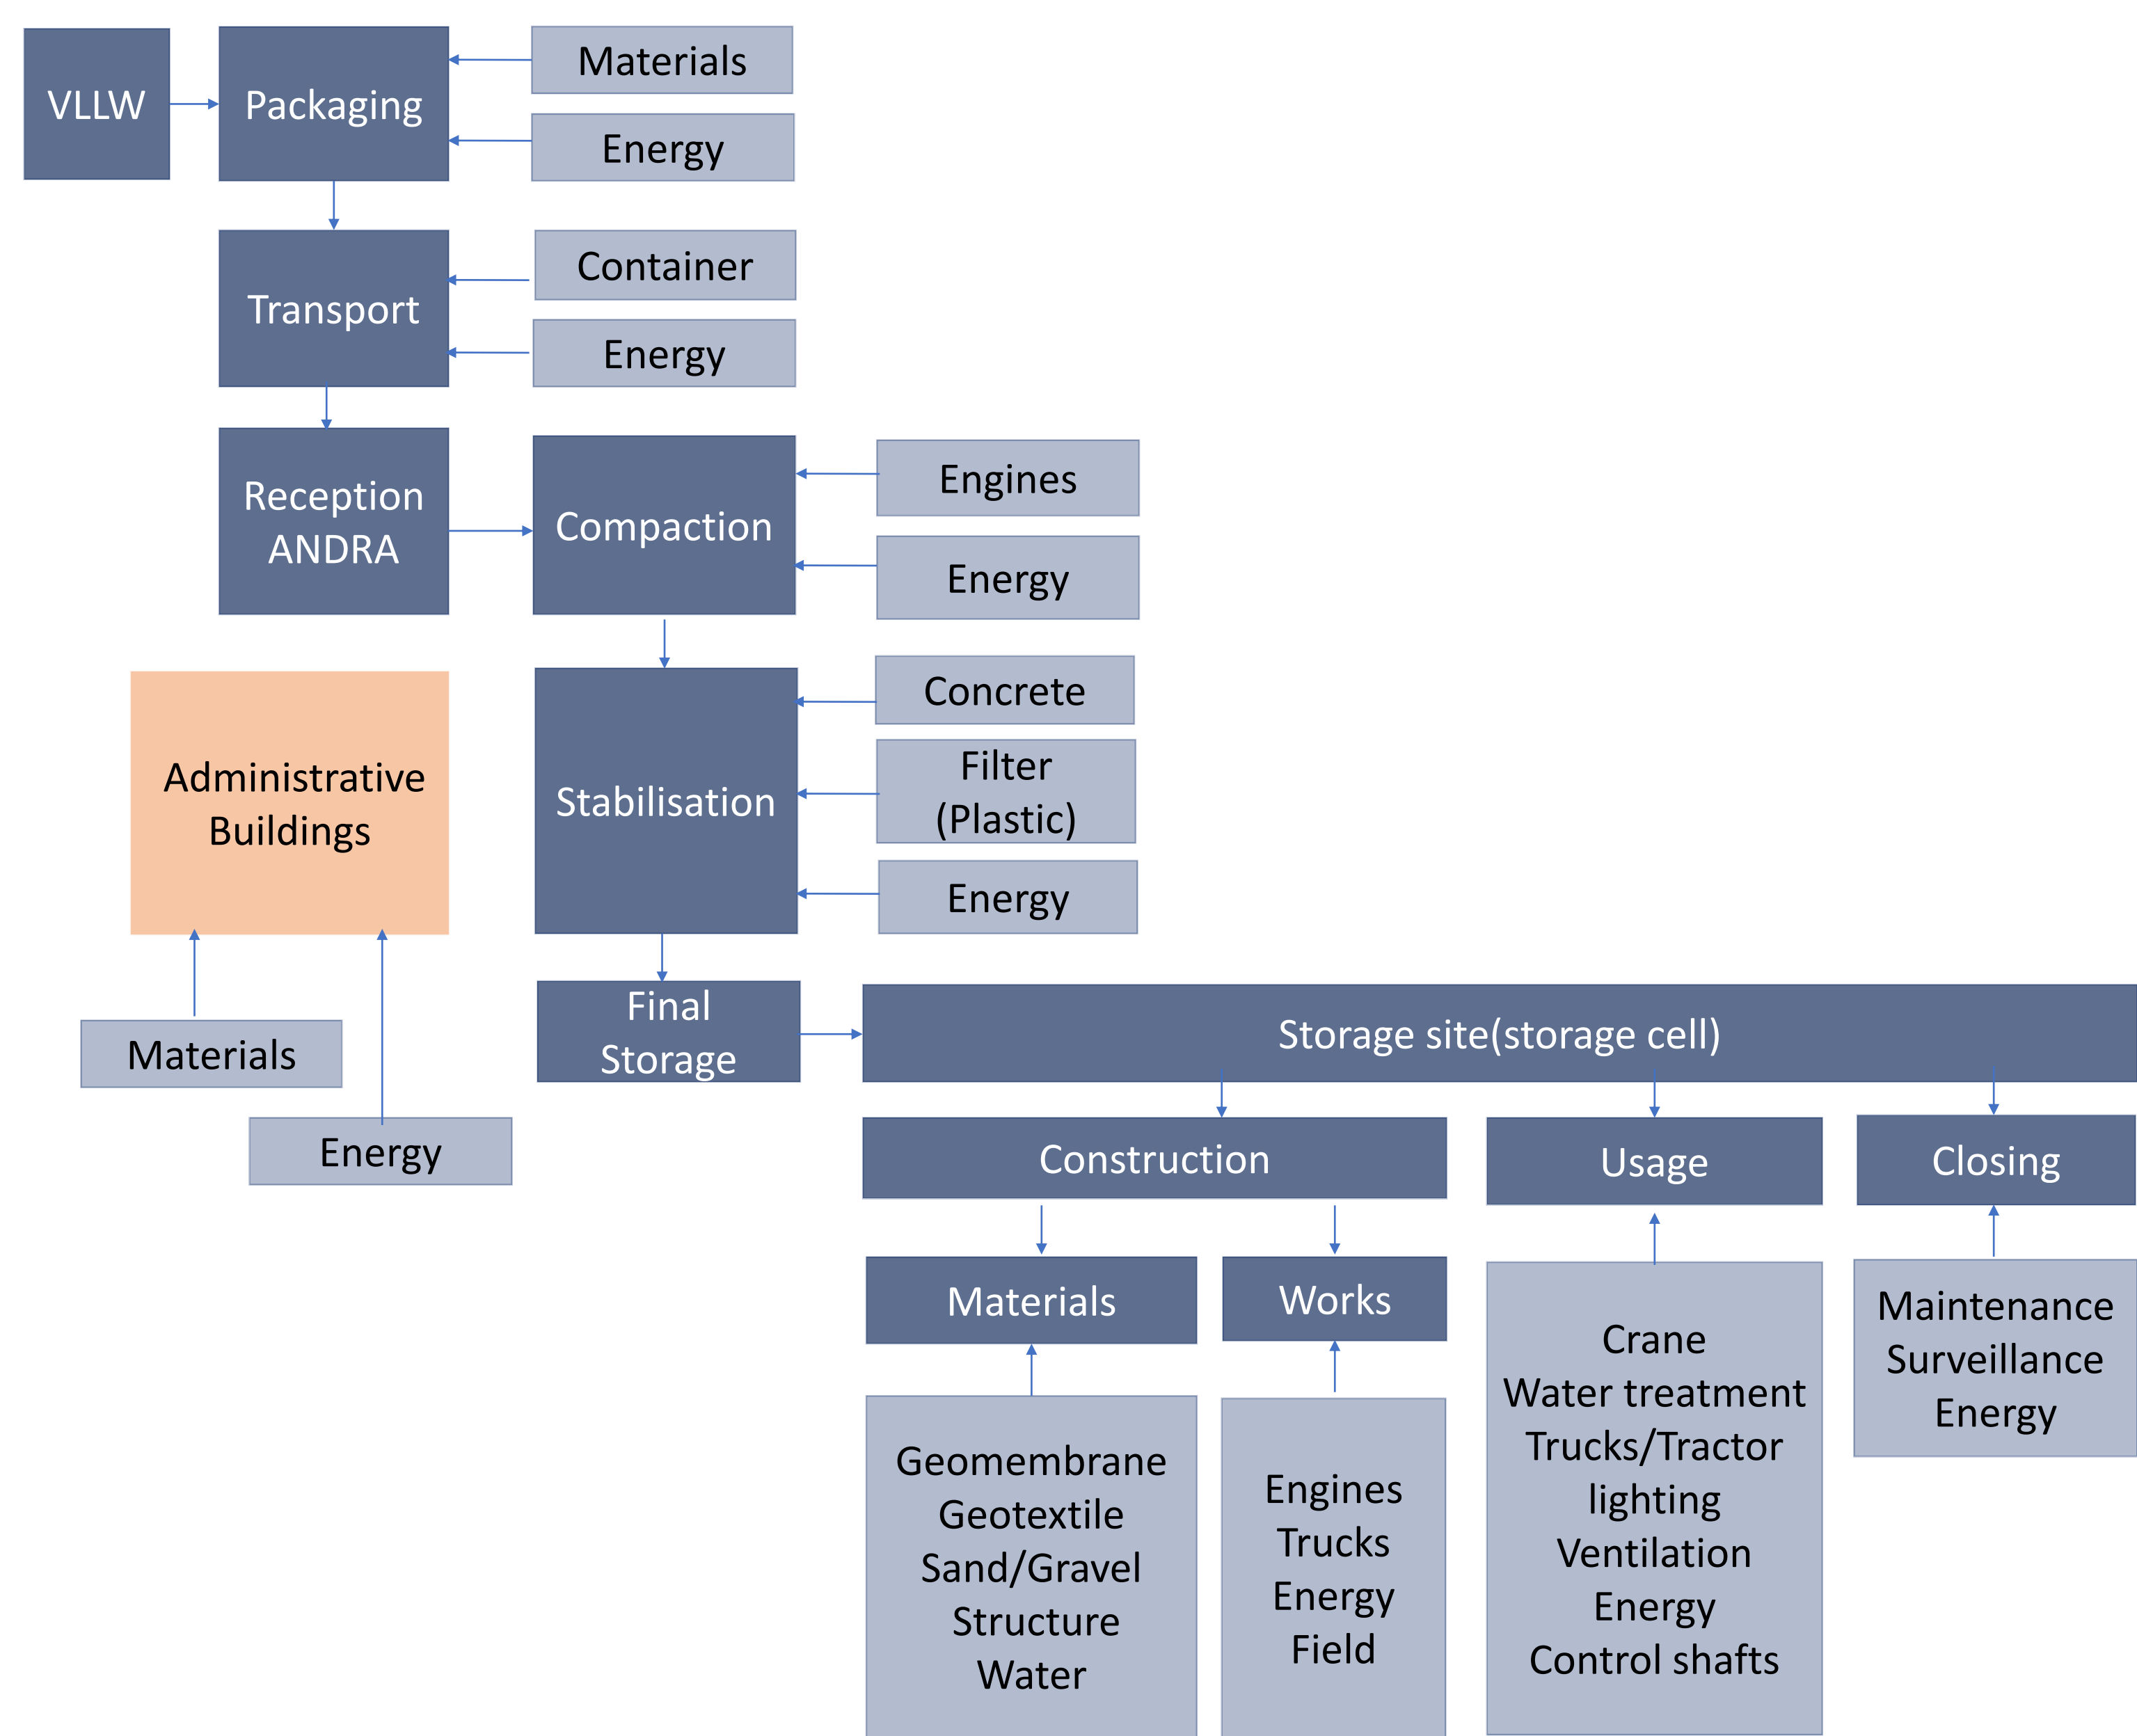 VLLW
Packaging
Materials
Energy
Transport
Container
Energy
Reception
ANDRA
Compaction
Engines
Energy
Administrative
Buildings
Materials
Energy
Stabilisation
Concrete
Filter
(Plastic)
Energy
Final
Storage
Storage site(storage cell)
Construction
Usage
Closing
Materials
Works
Geomembrane
Geotextile
Sand/Gravel
Structure
Water
Engines
Trucks
Energy
Field
Crane
Water treatment
Trucks/Tractor
lighting
Ventilation
Energy
Control shafts
Maintenance
Surveillance
Energy